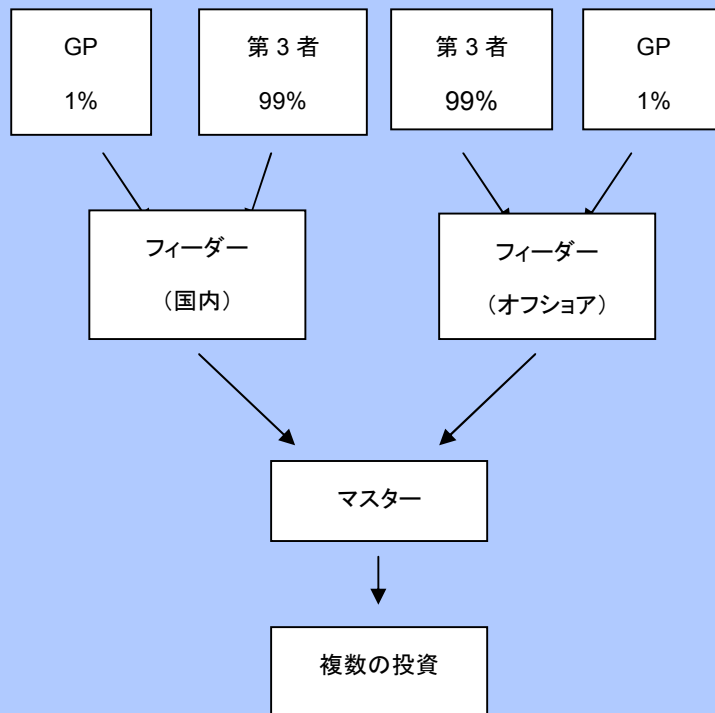 GP
1%
第 3 者
99%
第 3 者
99%
GP
1%
フィーダー
（国内）
フィーダー
（オフショア）
マスター
複数の投資